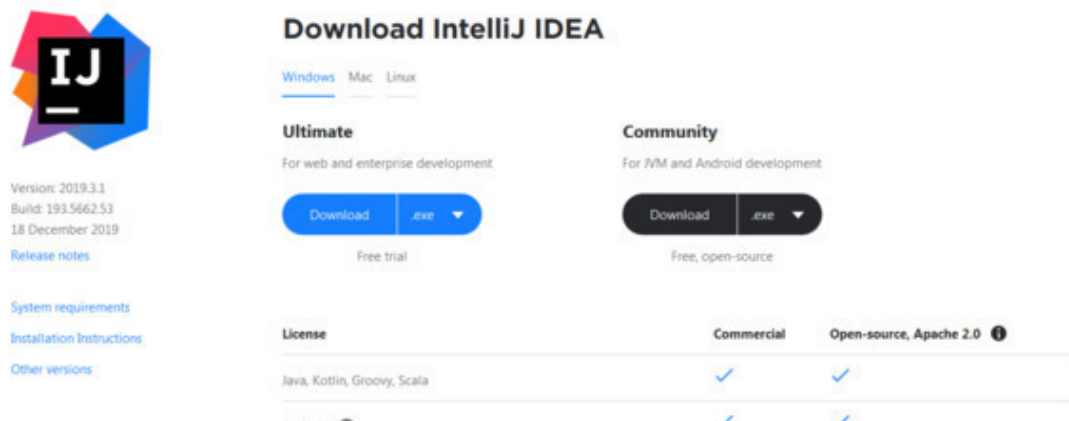 IJ
Version: 2019.3.1
Build: 193.5662.53
18 December 2019
Release notes
System requirements
Installation Instructions
Other versions
Download IntelliJ IDEA
Windows Mac Linux
Ultimate
For web and enterprise development
Download .exe
Free trial
Community
For JVM and Android development
Download .exe
Free, open-source
License Commercial Open-source, Apache 2.0
Java, Kotlin, Groovy, Scala